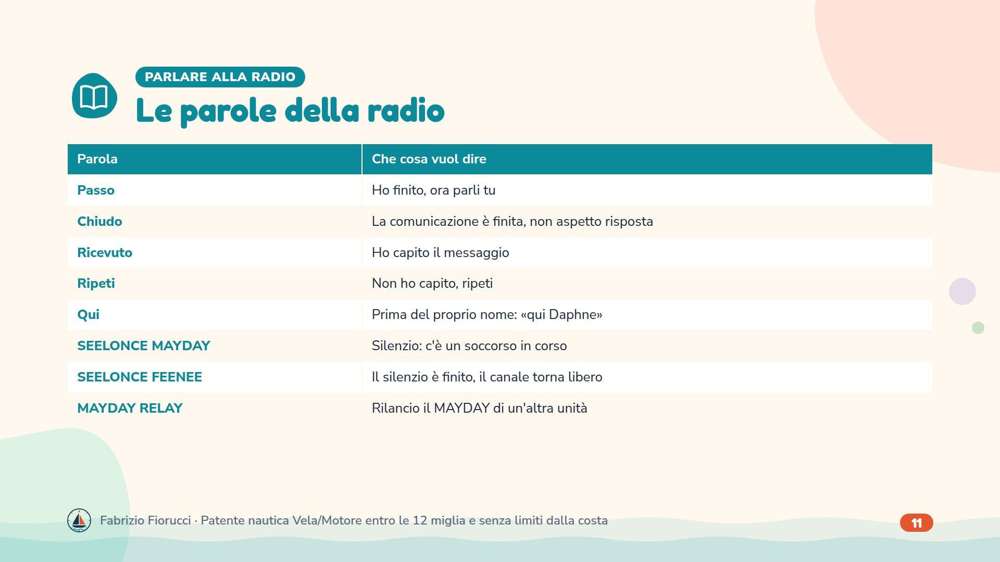 PARLARE ALLA RADIO
Le parole della radio
Parola
Che cosa vuol dire
Passo
Ho finito, ora parli tu
Chiudo
La comunicazione è finita, non aspetto risposta
Ricevuto
Ho capito il messaggio
Ripeti
Non ho capito, ripeti
Qui
Prima del proprio nome: «qui Daphne»
SEELONCE MAYDAY
Silenzio: c'è un soccorso in corso
SEELONCE FEENEE
Il silenzio è finito, il canale torna libero
MAYDAY RELAY
Rilancio il MAYDAY di un'altra unità
Fabrizio Fiorucci · Patente nautica Vela/Motore entro le 12 miglia e senza limiti dalla costa
11